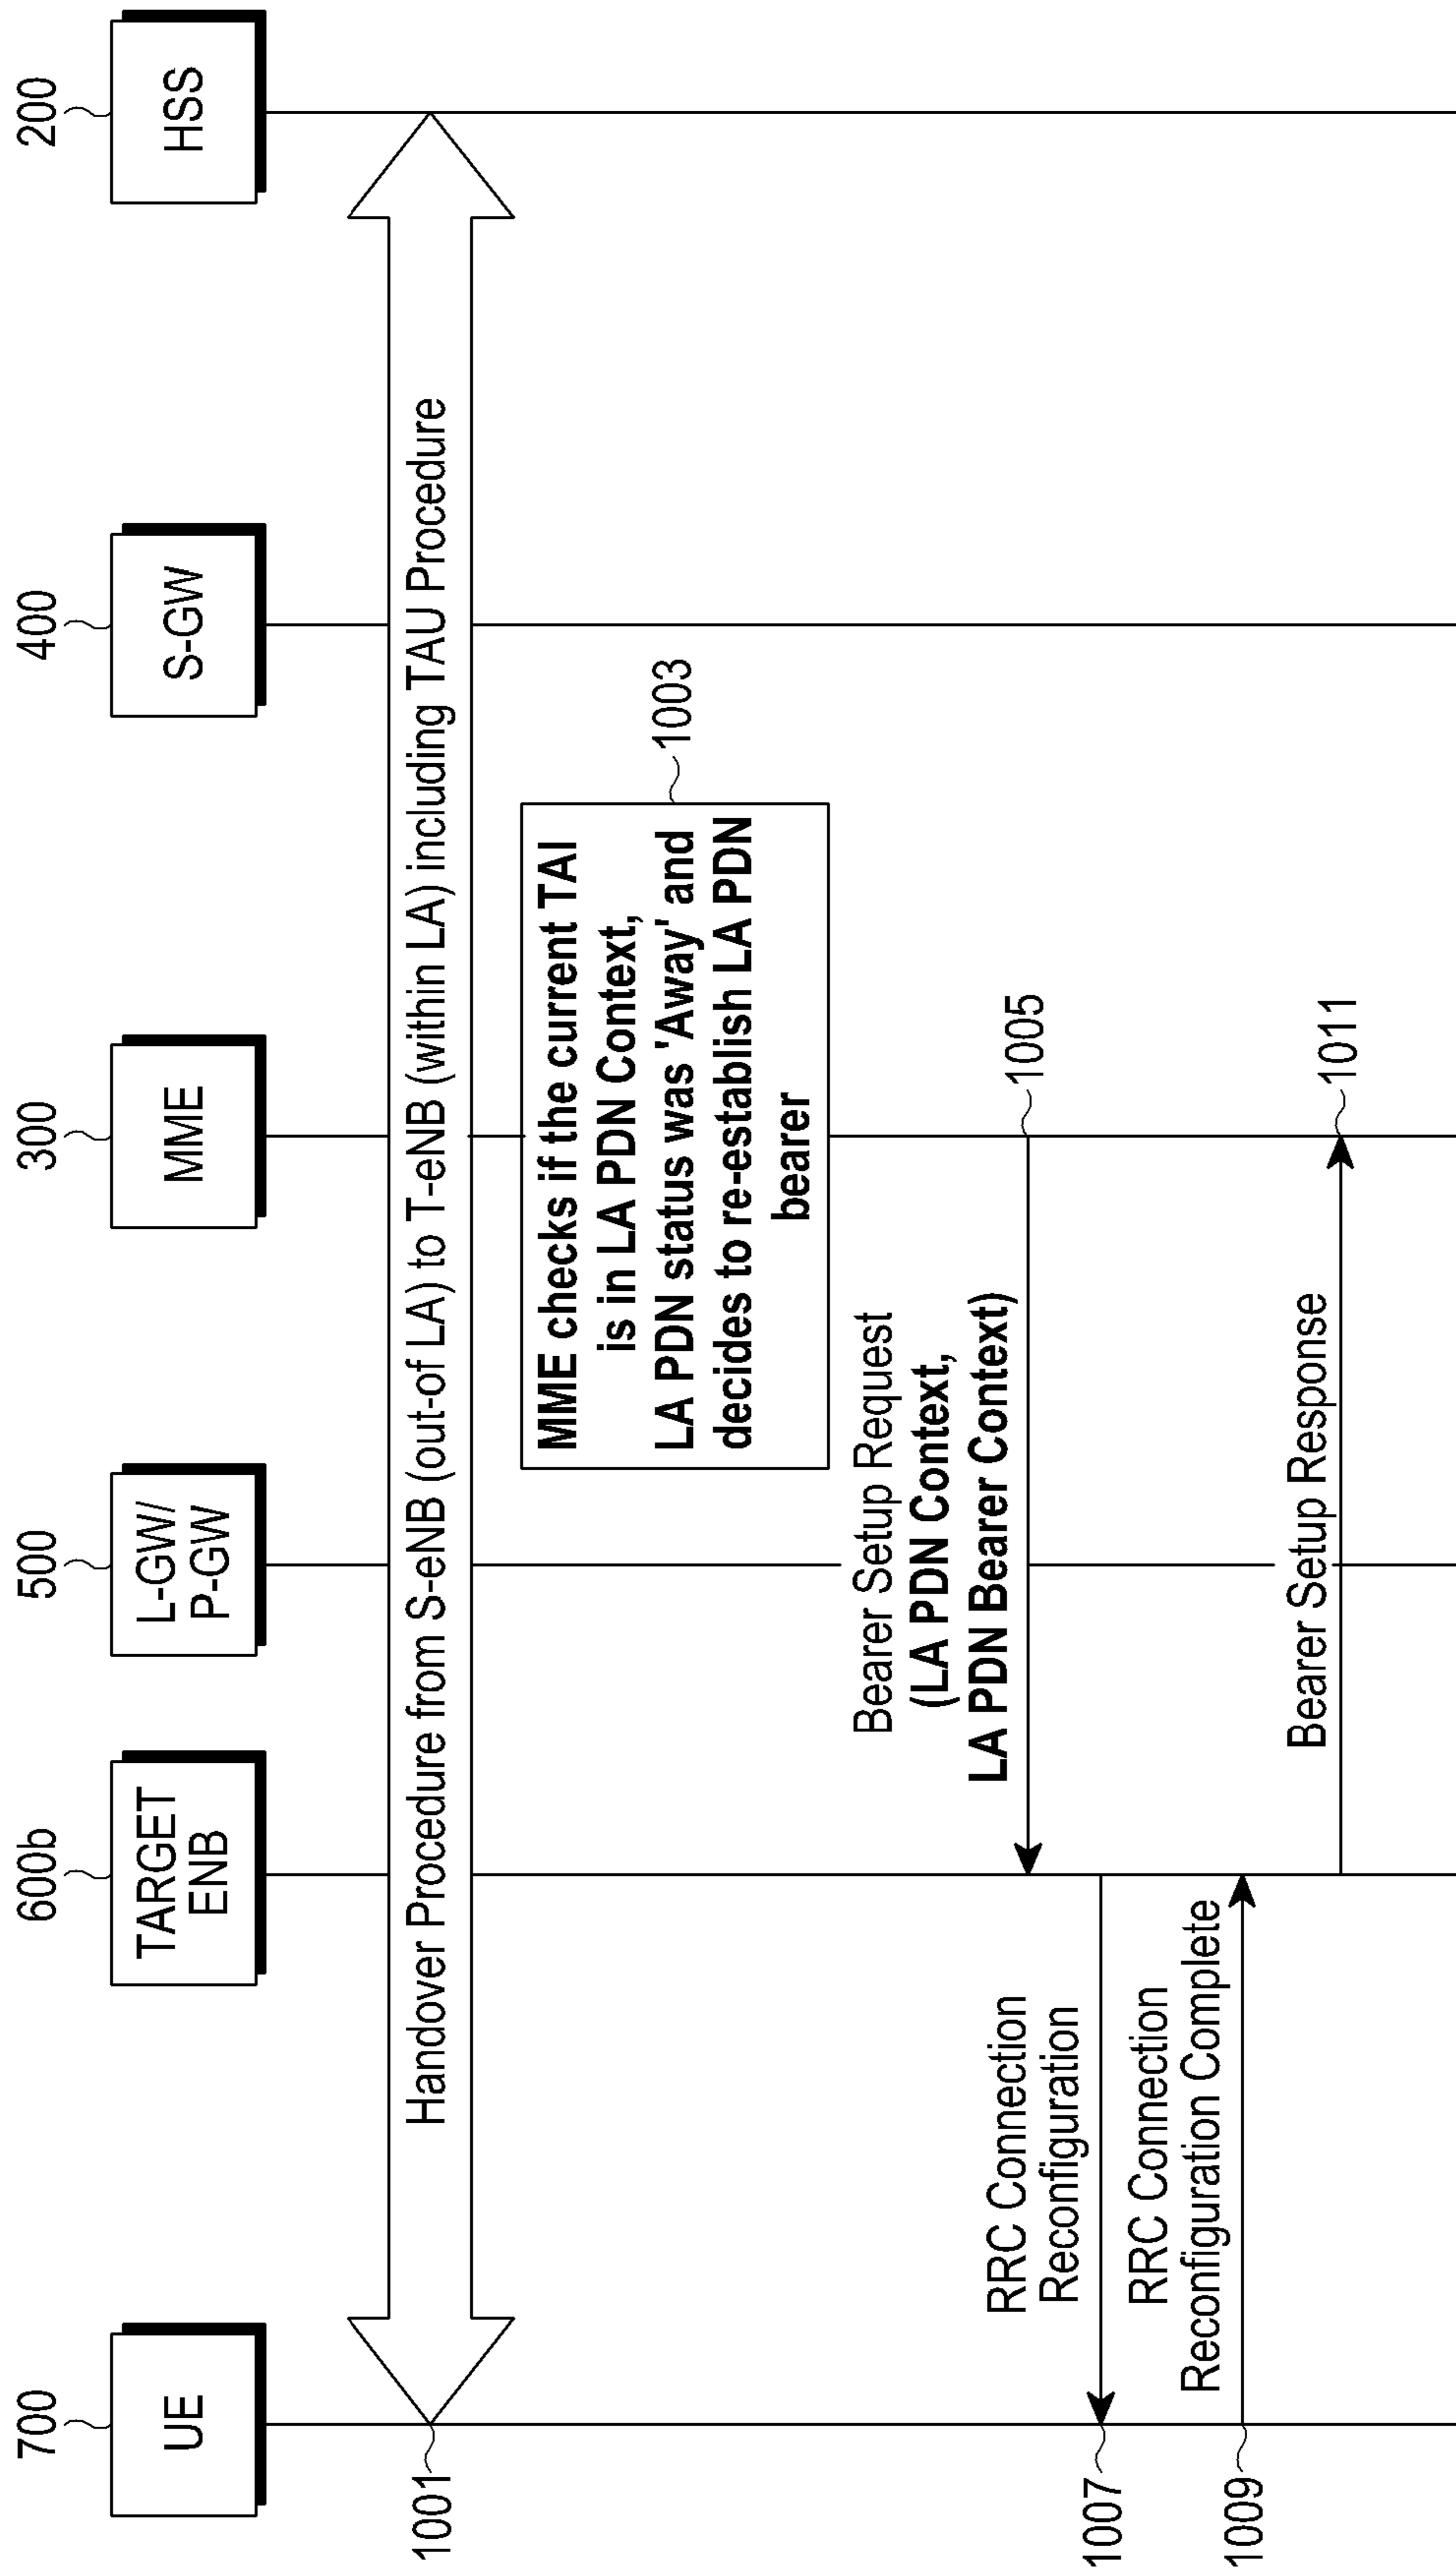 700
600b
500
300
400
200
UE
TARGET
ENB
L-GW/
P-GW
MME
S-GW
HSS
1001
Handover Procedure from S-eNB (out-of LA) to T-eNB (within LA) including TAU Procedure
MME checks if the current TAI
is in LA PDN Context,
LA PDN status was 'Away' and
decides to re-establish LA PDN
bearer
1003
Bearer Setup Request
(LA PDN Context,
LA PDN Bearer Context)
1005
RRC Connection
Reconfiguration
1007
RRC Connection
Reconfiguration Complete
1009
Bearer Setup Response
1011